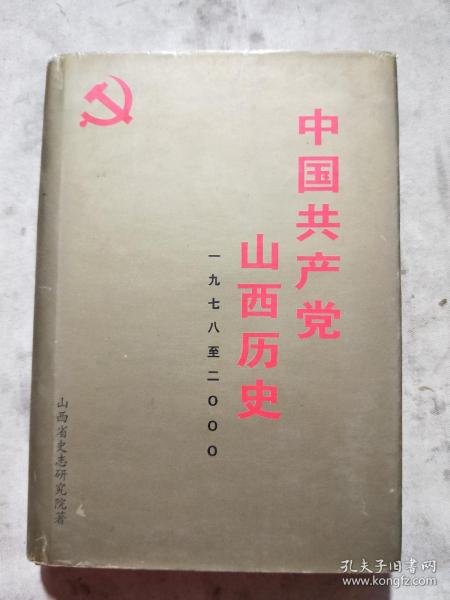 中国共产党
山西历史
一九七八至二000
山西省史志研究院著
孔夫子旧书网
www.kongfz.com